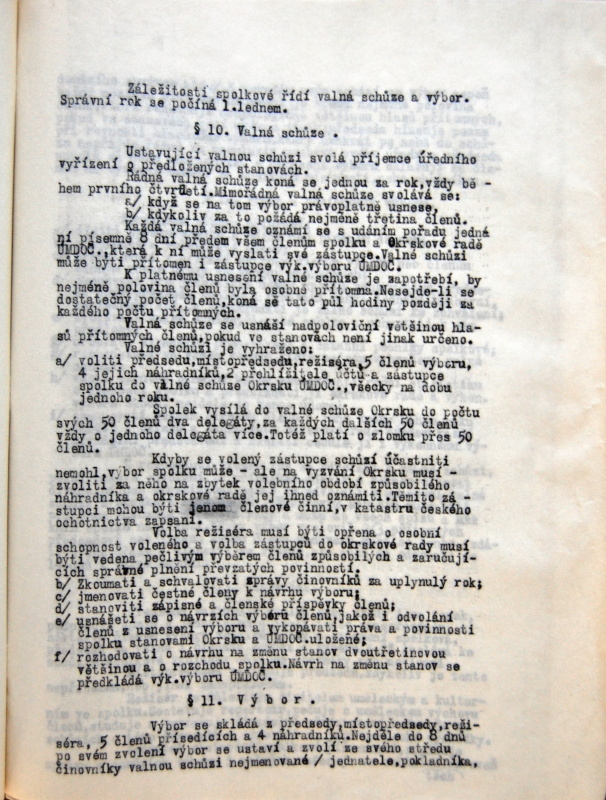 Záležitosti spolkové řídí valná schůze a výbor.
Správní rok se počíná 1.lednem.
§ 10. Valná schůze .
Ustavující valnou schůzi svolá příjemce úředního
vyřízení o předložených stanovách.
Řádná valná schůze koná se jednou za rok,vždy bě -
hem prvního čtvrletí.Mimořádná valná schůze svolává se:
a/ když se na tom výbor právoplatně usnese,
b/ kdykoliv za to požádá nejméně třetina členů.
Každá valná schůze oznámí se s udáním pořadu jedná
ní písemně 8 dní předem všem členům spolku a Okrskové radě
ÚMDOČ.,která k ní může vyslati své zástupce.Valné schůzi
může býti přítomen i zástupce výk.výboru ÚMDOČ.
K platnému usnesení valné schůze je zapotřebí, by
nejméně polovina členů byla osobně přítomna.Nesejde-li se
dostatečný počet členů,koná se tato půl hodiny později za
každého počtu přítomných.
Valná schůze se usnáší nadpoloviční většinou hla-
sů přítomných členů,pokud ve stanovách není jinak určeno.
Valné schůzi je vyhraženo:
a/ voliti předsedu,místopředsedu,režiséra,5 členů výboru,
4 jejich náhradníků,2 přehlížitele účtů a zástupce
spolku do valné schůze Okrsku ÚMDOČ.,všecky na dobu
jednoho roku.
Spolek vysílá do valné schůze Okrsku do počtu
svých 50 členů dva delegáty,za každých dalších 50 členů
vždy o jednoho delegáta více.Totéž platí o zlomku přes 50
členů.
Kdyby se volený zástupce schůzí účastniti
nemohl,výbor spolku může - ale na vyzvání Okrsku musí -
zvoliti za něho na zbytek volebního období způsobilého
náhradníka a okrskové radě jej ihned oznámiti.Těmito zá -
stupci mohou býti jenom členové činní,v katastru českého
ochotnictva zapsaní.
Volba režiséra musí býti opřena o osobní
schopnost voleného a volba zástupců do okrskové rady musí
býti vedena pečlivým výběrem členů způsobilých a zaručují-
cích správné plnění převzatých povinností.
b/ Zkoumati a schvalovati zprávy činovníků za uplynulý rok;
c/ jmenovati čestné členy k návrhu výboru;
d/ stanoviti zápisné a členské příspěvky členů;
e/ usnášeti se o návrzích výboru členů,jakož i odvolání
členů z usnesení výboru a vykonávati práva a povinnosti
spolku stanovami Okrsku a ÚMDOČ.uložené;
f/ rozhodovati o návrhu na změnu stanov dvoutřetinovou
většinou a o rozchodu spolku.Návrh na změnu stanov se
předkládá výk.výboru ÚMDOČ.
§ 11. V ý b o r .
Výbor se skládá z předsedy,místopředsedy,reži-
séra, 5 členů přísedících a 4 náhradníků.Nejdéle do 8 dnů
po svém zvolení výbor se ustaví a zvolí ze svého středu
činovníky valnou schůzí nejmenované / jednatele,pokladníka,